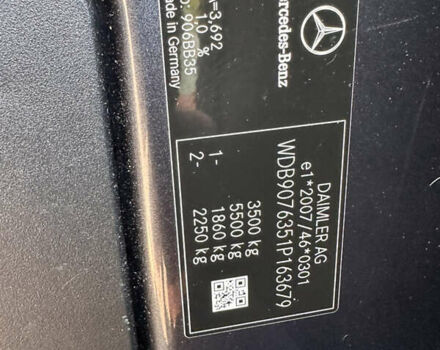 Mercedes-Benz
=3,692
1,0 %
: 906BB35
Made in Germany
DAIMLER AG
e1*2007/46*0301
WDB9076351P163679
3500 kg
5500 kg
1- 1860 kg
2- 2250 kg